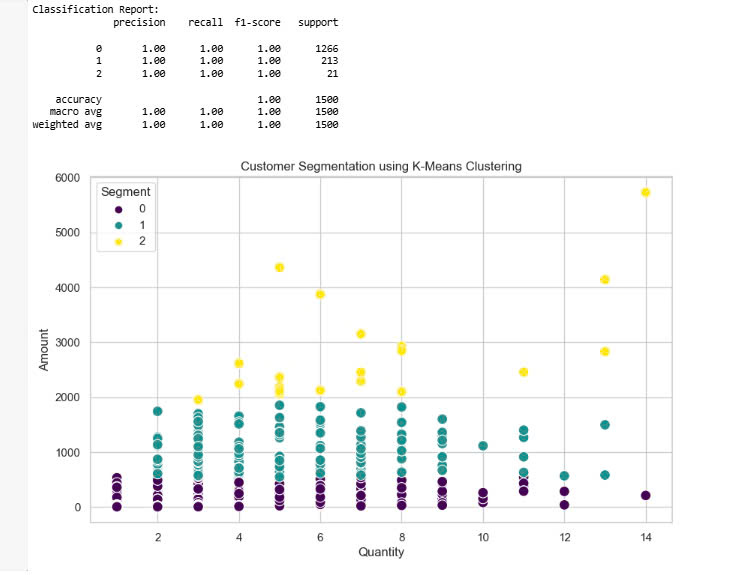 Classification Report:
precision recall f1-score support
0 1.00 1.00 1.00 1266
1 1.00 1.00 1.00 213
2 1.00 1.00 1.00 21
accuracy 1.00 1500
macro avg 1.00 1.00 1.00 1500
weighted avg 1.00 1.00 1.00 1500
Customer Segmentation using K-Means Clustering
6000
5000
4000
3000
2000
1000
0
Amount
Segment
0
1
2
2 4 6 8 10 12 14
Quantity